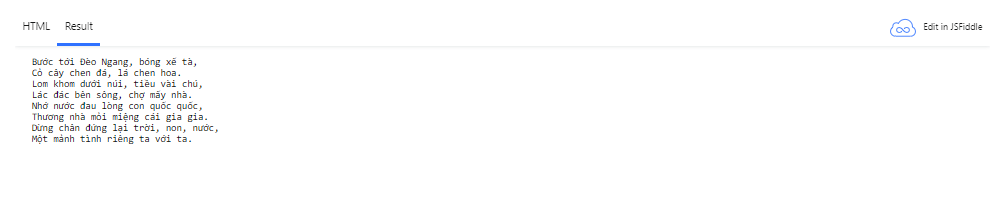 HTML Result Edit in JSFiddle
Bước tới Đèo Ngang, bóng xế tà,
Cỏ cây chen đá, lá chen hoa.
Lom khom dưới núi, tiều vài chú,
Lác đác bên sông, chợ mấy nhà.
Nhớ nước đau lòng con quốc quốc,
Thương nhà mỏi miệng cái gia gia.
Dừng chân đứng lại trời, non, nước,
Một mảnh tình riêng ta với ta.